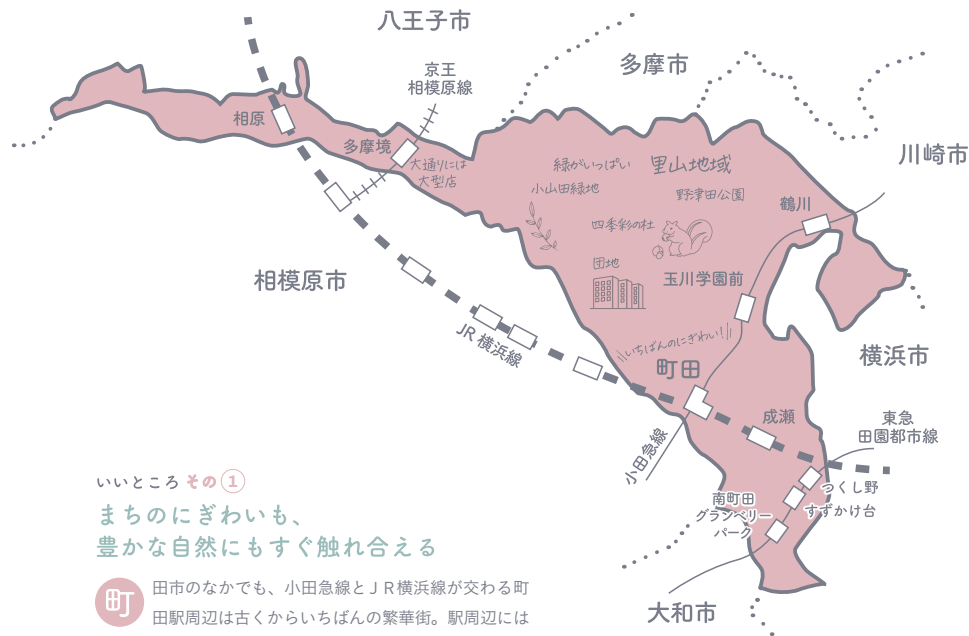 八王子市
多摩市
京王
相模原線
相原
多摩境
川崎市
大通りには
大型店
緑がいっぱい
里山地域
小山田緑地
野津田公園
鶴川
四季彩の杜
団地
玉川学園前
相模原市
JR 横浜線
いちばんのにぎわい!
横浜市
町田
成瀬
東急
田園都市線
小田急線
つくし野
すずかけ台
南町田
グランベリー
パーク
大和市
いいところ その 1
まちのにぎわいも、
豊かな自然にもすぐ触れ合える
町田市のなかでも、小田急線とJR横浜線が交わる町
田駅周辺は古くからいちばんの繁華街。駅周辺には